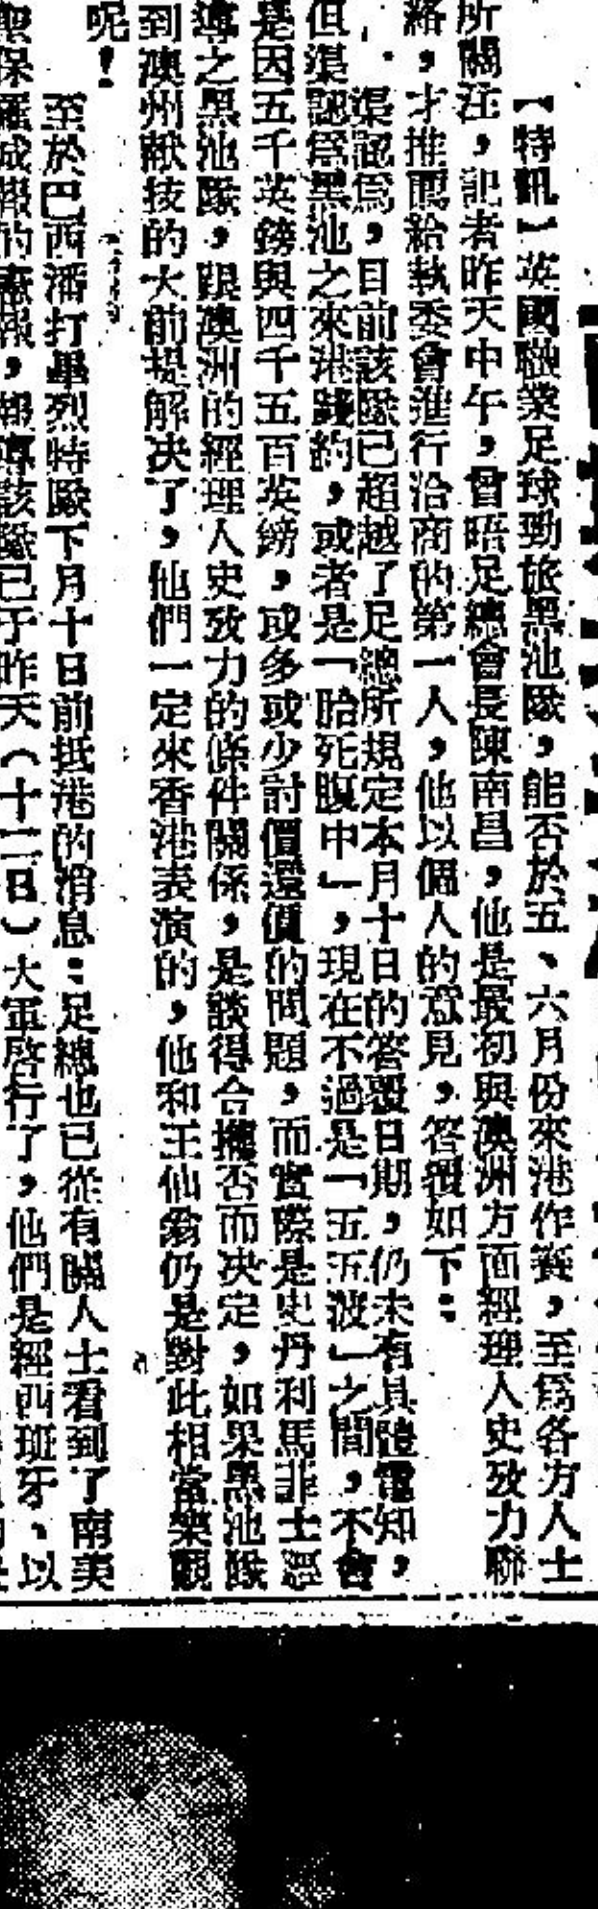 【特訊】英國職業足球勁旅黑池隊，能否於五、六月份來港作賽，至爲各方人士
所關注，記者昨天中午，曾晤足總會長陳南昌，他是最初與澳洲方面經理人史攷力聯
絡，才推薦給執委會進行洽商的第一人，他以個人的意見，答覆如下：
渠認爲，目前該隊已超越了足總所規定本月十日的答覆日期，仍未有具體電知，
但渠認爲黑池之來港踐約，或者是「胎死腹中」，現在不過是「五五波」之間，不會
是因五千英鎊與四千五百英鎊，或多或少討價還價的問題，而實際是史丹利馬菲士
導之黑池隊，跟澳洲的經理人史攷力的條件關係，是談得合攏否而决定，如果黑池隊
到澳州献技的大前提解决了，他們一定來香港表演的，他和王仙翁仍是對此相當樂觀
呢！
至於巴西潘打畢烈特隊下月十日前抵港的消息：足總也已從有關人士看到了南美
聖保羅城報的，該隊已于昨天（十二日）大軍啓行了，他們是經西班牙、以